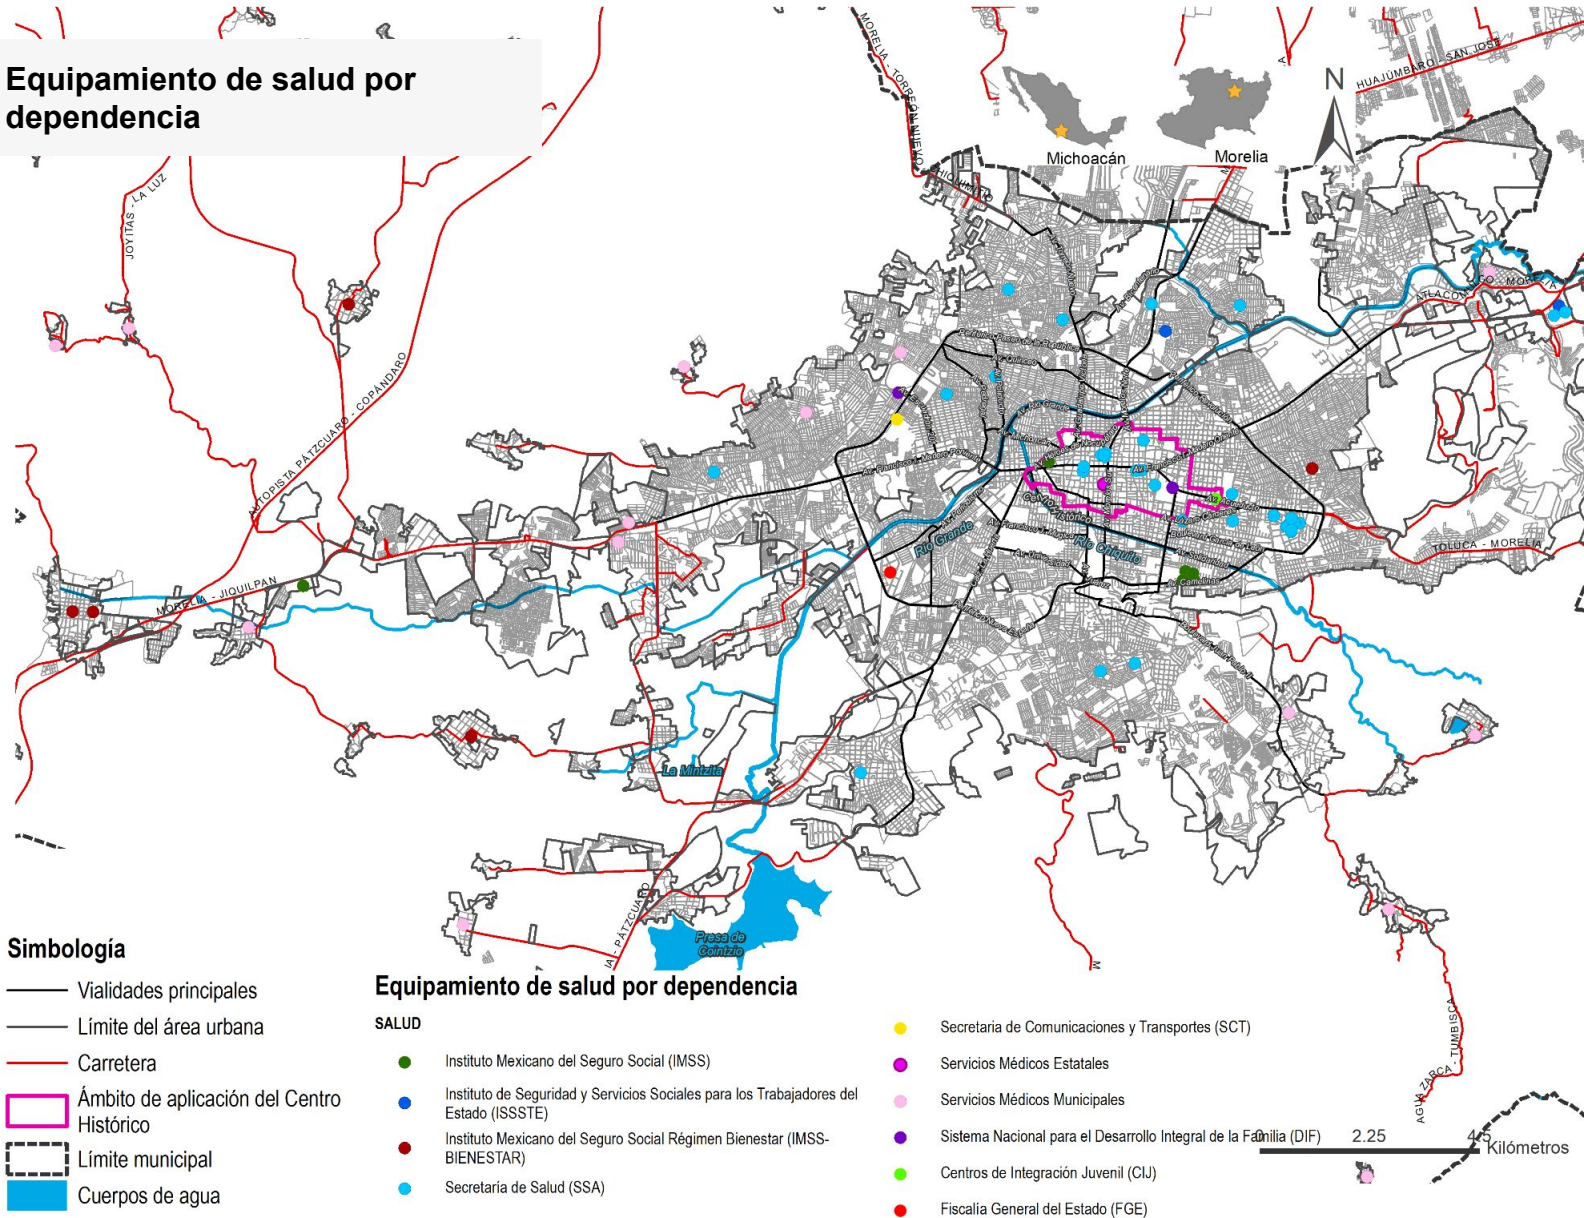 Equipamiento de salud por
dependencia
MORELIA - TORREÓN NUEVO
CHIQUIMITÍO
Michoacán
Morelia
N
HUAJÚMBARO - SAN JOSÉ
JOYITAS - LA LUZ
AUTOPISTA PÁTZCUARO - COPÁNDARO
ATLACOMULCO - MORELIA
MORELIA - JIQUILPAN
TOLUCA - MORELIA
Río Grande
Río Chiquito
La Mintzita
Presa de
Cointzio
IA - PÁTZCUARO
M
AGUA ZARCA - TUMBISCA
Simbología
Vialidades principales
Límite del área urbana
Carretera
Ámbito de aplicación del Centro
Histórico
Límite municipal
Cuerpos de agua
Equipamiento de salud por dependencia
SALUD
Instituto Mexicano del Seguro Social (IMSS)
Instituto de Seguridad y Servicios Sociales para los Trabajadores del
Estado (ISSSTE)
Instituto Mexicano del Seguro Social Régimen Bienestar (IMSS-
BIENESTAR)
Secretaría de Salud (SSA)
Secretaria de Comunicaciones y Transportes (SCT)
Servicios Médicos Estatales
Servicios Médicos Municipales
Sistema Nacional para el Desarrollo Integral de la Familia (DIF)
Centros de Integración Juvenil (CIJ)
Fiscalía General del Estado (FGE)
0 2.25 4.5
Kilómetros